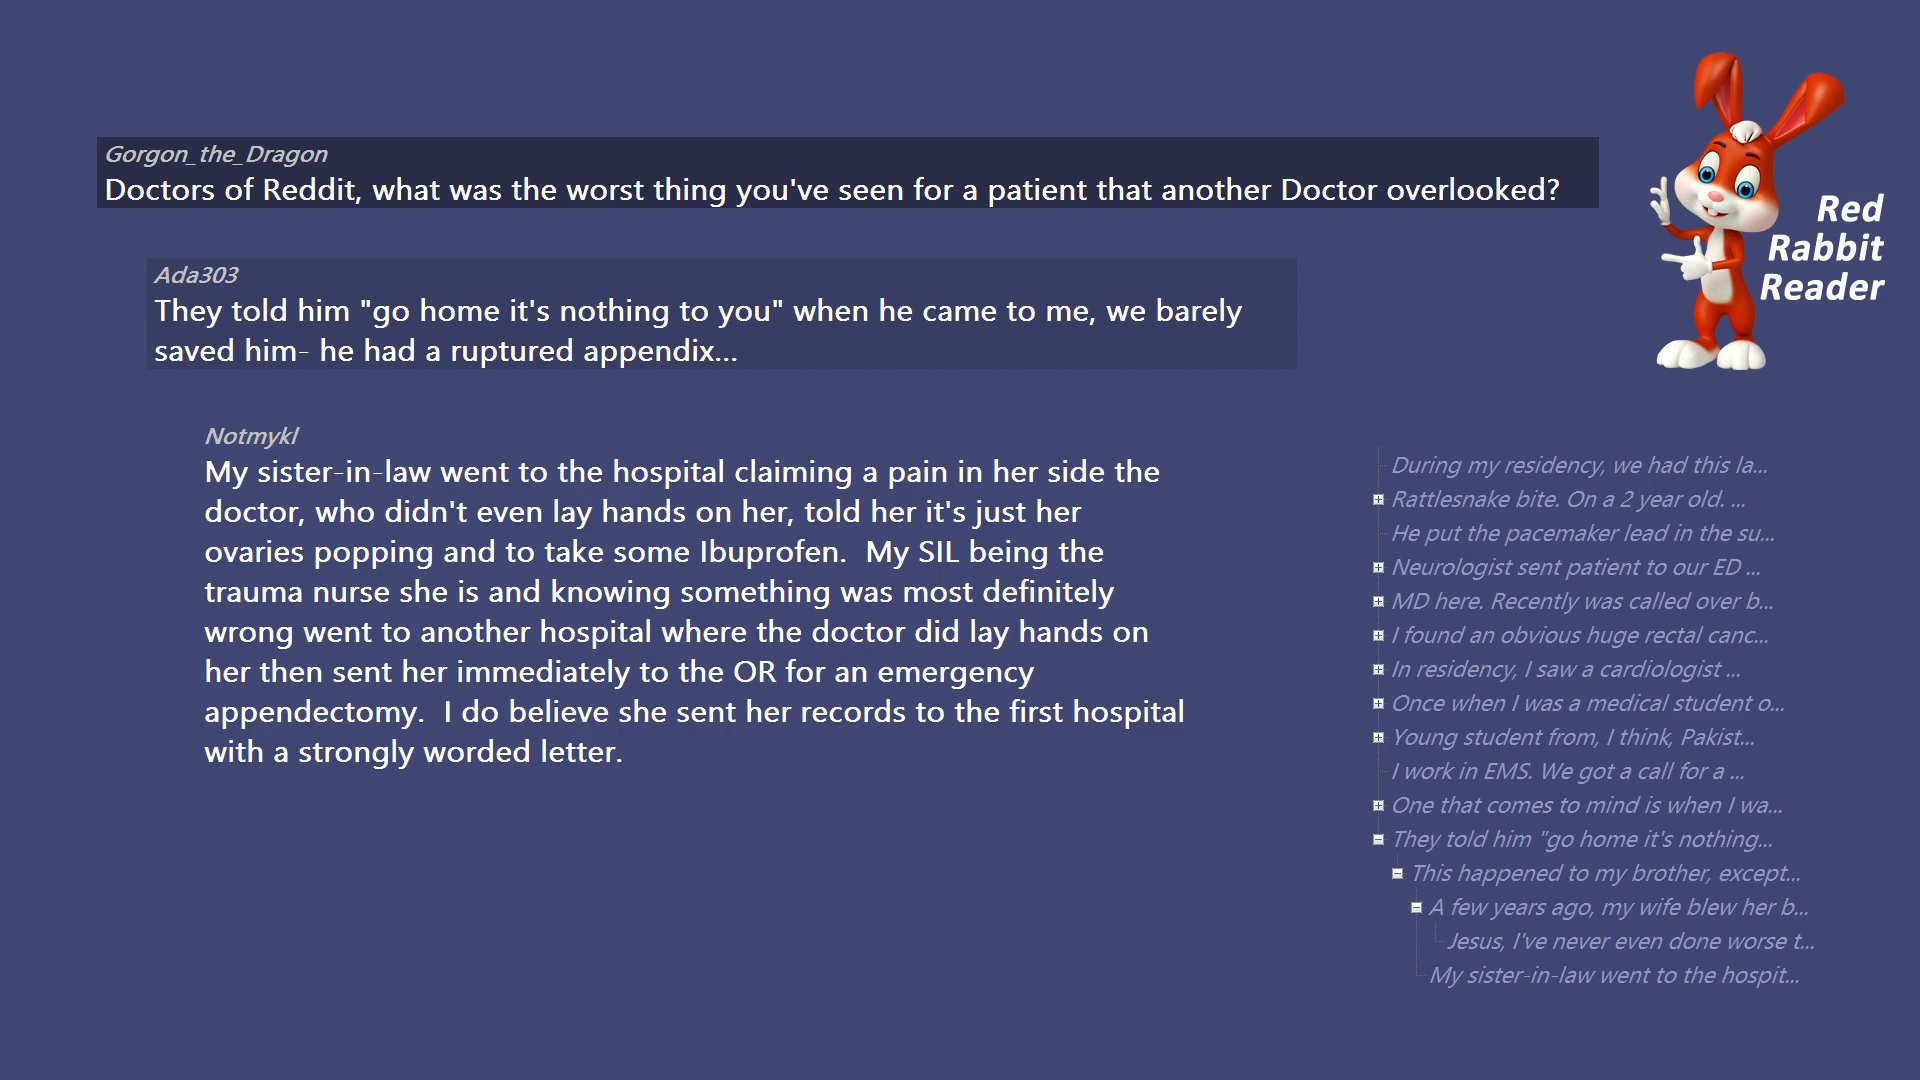 Gorgon_the_Dragon
Doctors of Reddit, what was the worst thing you've seen for a patient that another Doctor overlooked?
Red
Rabbit
Reader
Ada303
They told him "go home it's nothing to you" when he came to me, we barely
saved him- he had a ruptured appendix...
Notmykl
My sister-in-law went to the hospital claiming a pain in her side the
doctor, who didn't even lay hands on her, told her it's just her
ovaries popping and to take some Ibuprofen.  My SIL being the
trauma nurse she is and knowing something was most definitely
wrong went to another hospital where the doctor did lay hands on
her then sent her immediately to the OR for an emergency
appendectomy.  I do believe she sent her records to the first hospital
with a strongly worded letter.
During my residency, we had this la...
Rattlesnake bite. On a 2 year old. ...
He put the pacemaker lead in the su...
Neurologist sent patient to our ED ...
MD here. Recently was called over b...
I found an obvious huge rectal canc...
In residency, I saw a cardiologist ...
Once when I was a medical student o...
Young student from, I think, Pakist...
I work in EMS. We got a call for a ...
One that comes to mind is when I wa...
They told him "go home it's nothing...
This happened to my brother, except...
A few years ago, my wife blew her b...
Jesus, I've never even done worse t...
My sister-in-law went to the hospit...